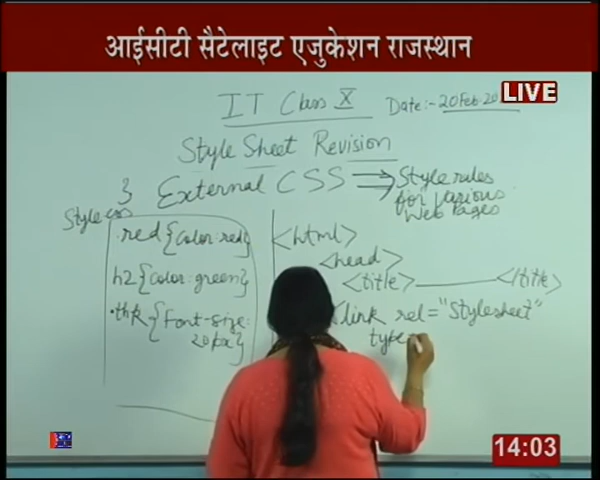 आईसीटी सैटेलाइट एजुकेशन राजस्थान
LIVE
IT Class X
Date:- 20 Feb. 20
Style Sheet Revision
3 External CSS
Style rules
for various
Web Pages
Style css
.red {color: red}
h2 {color: green}
.thk {Font-size:
20px}
<html>
<head>
<title> </title>
<link rel="Stylesheet"
type
14:03